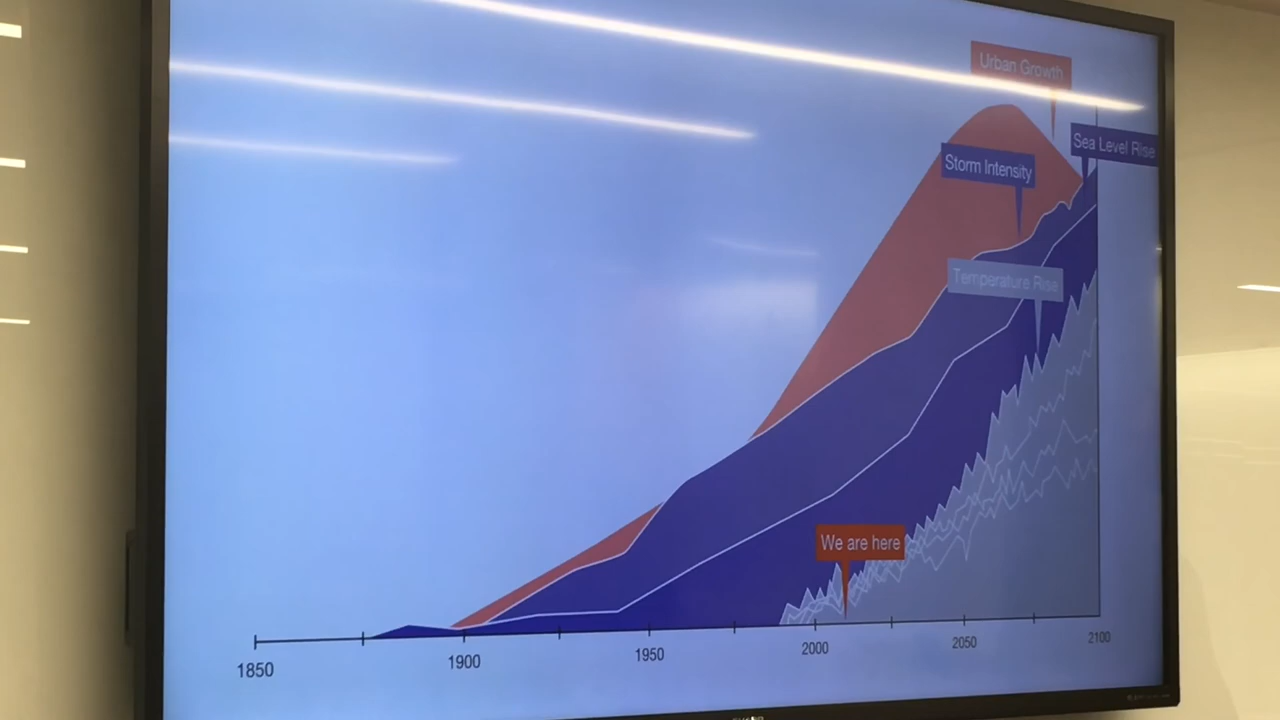 Urban Growth
Sea Level Rise
Storm Intensity
Temperature Rise
We are here
1850
1900
1950
2000
2050
2100